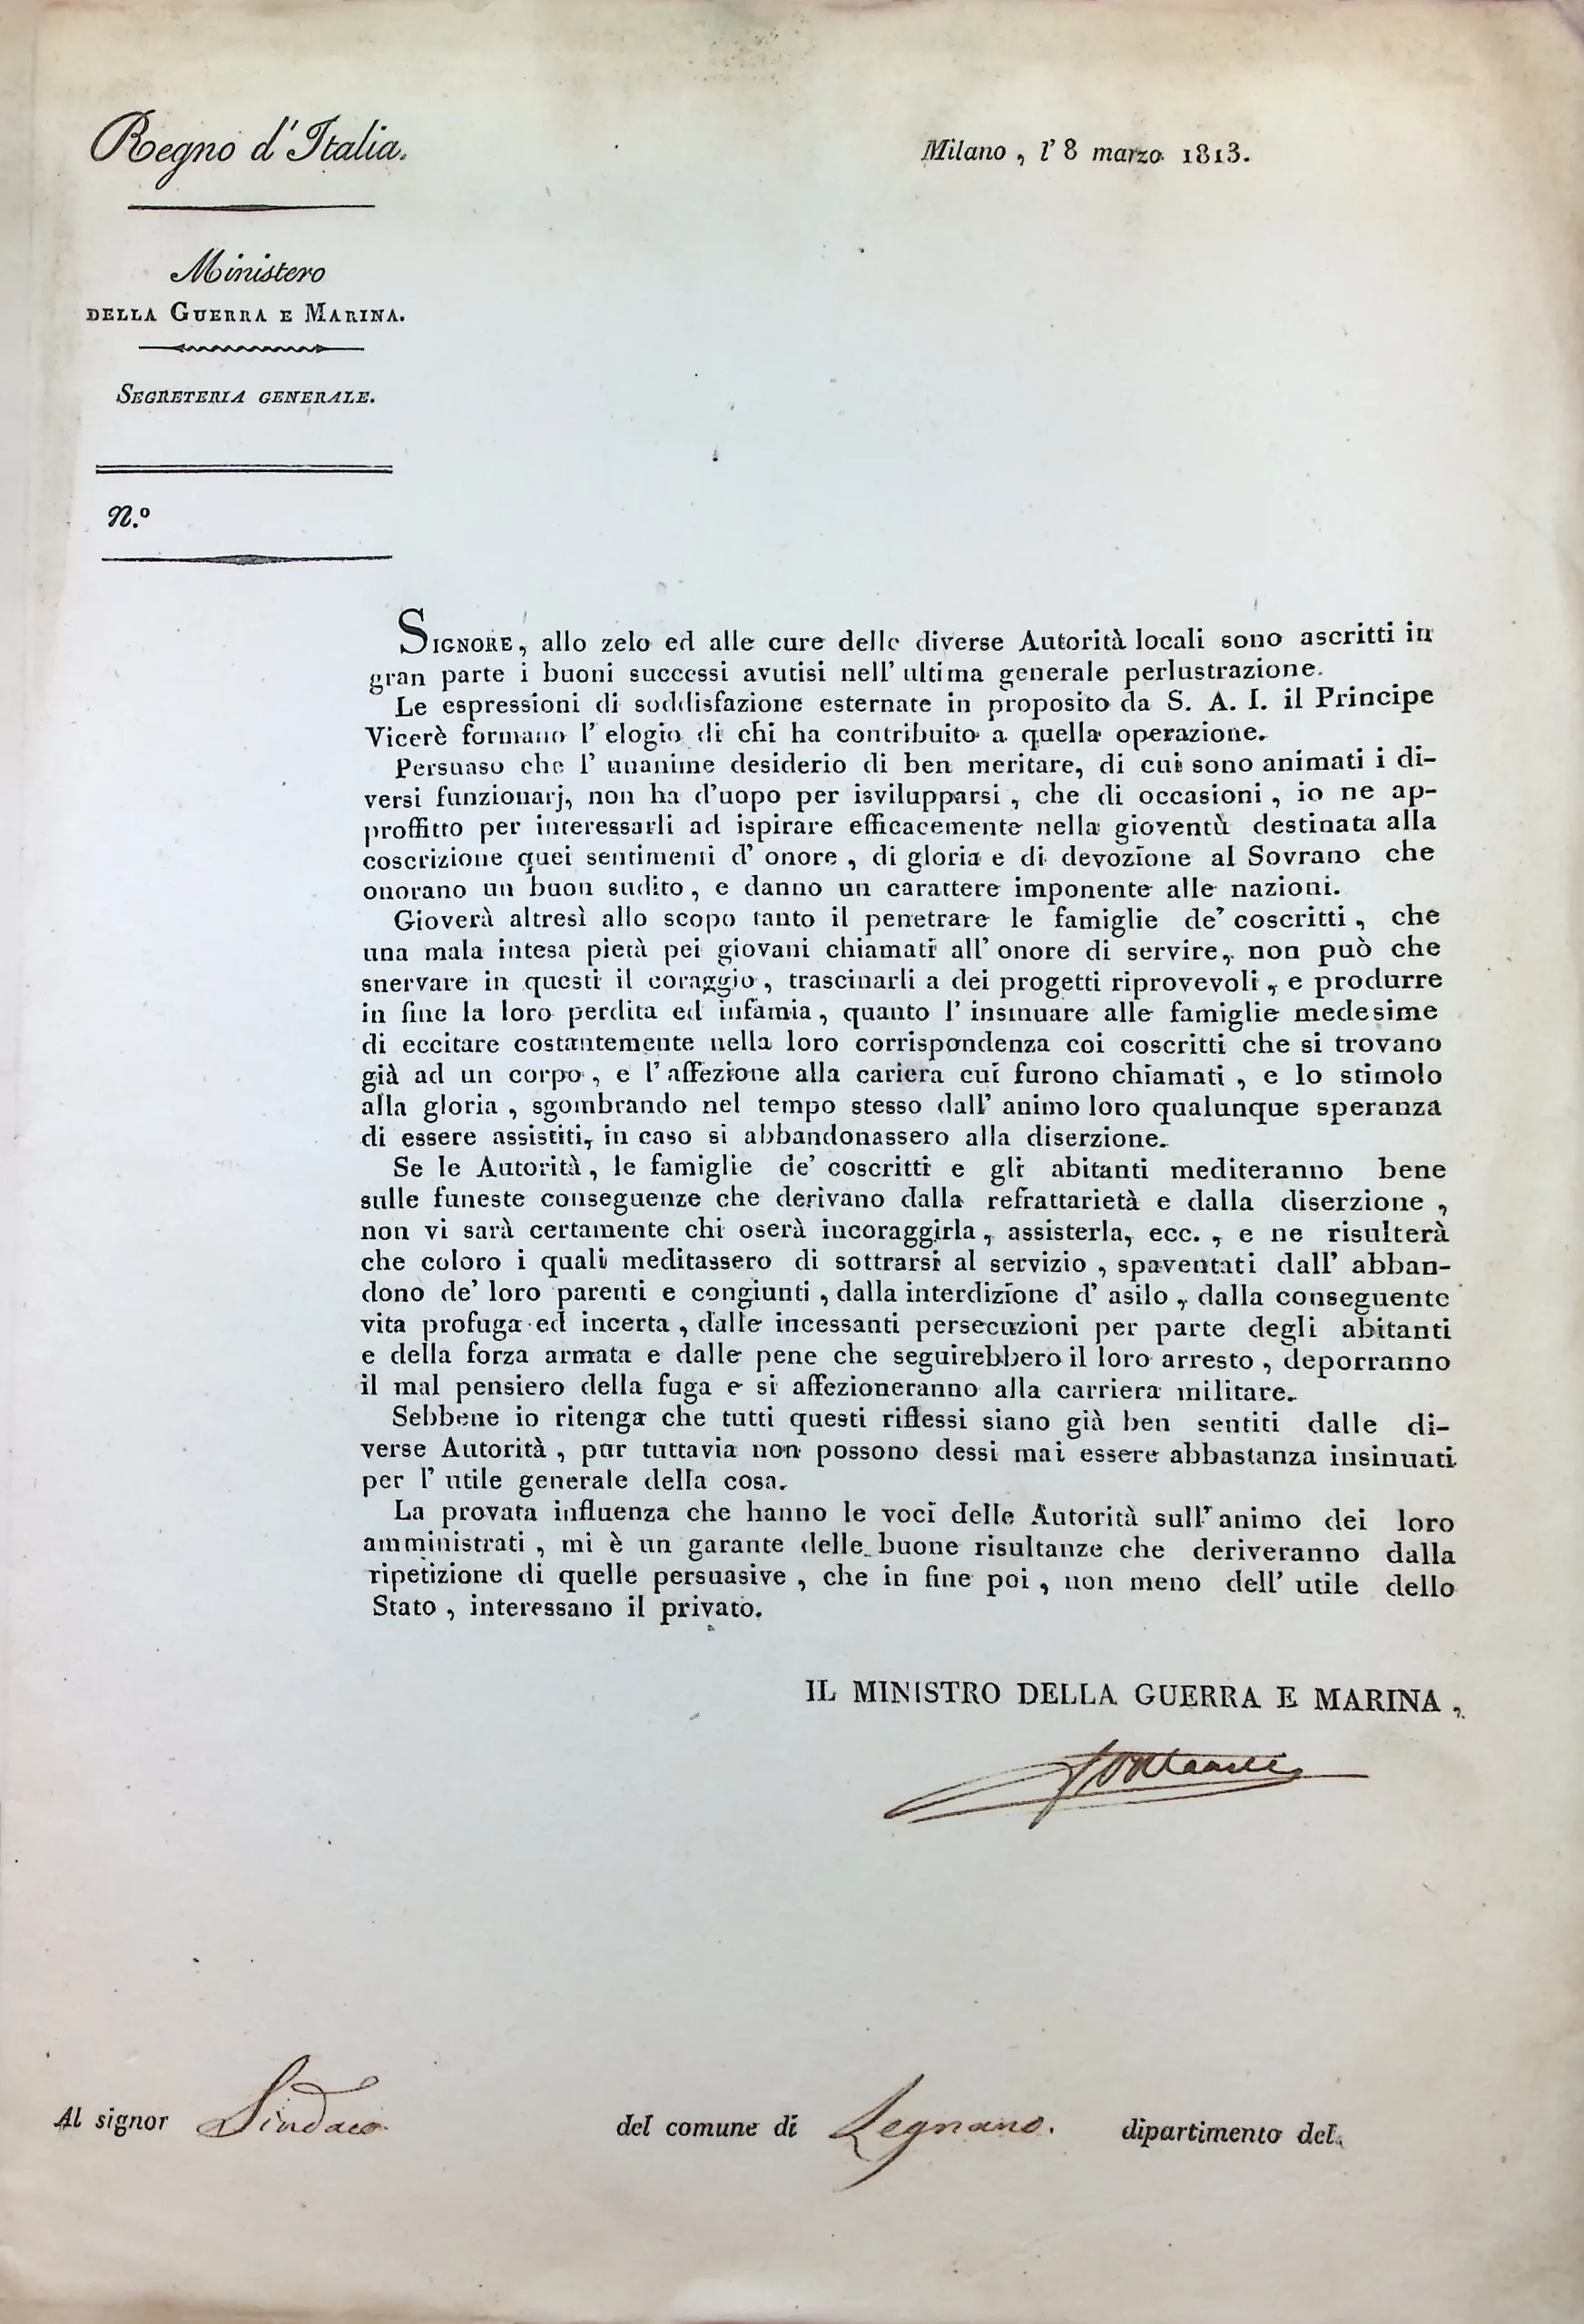 Regno d'Italia.
Milano, l' 8 marzo 1813.
Ministero
DELLA GUERRA E MARINA.
SEGRETERIA GENERALE.
N.º
SIGNORE, allo zelo ed alle cure delle diverse Autorità locali sono ascritti in
gran parte i buoni successi avutisi nell' ultima generale perlustrazione.
Le espressioni di soddisfazione esternate in proposito da S. A. I. il Principe
Vicerè formano l' elogio di chi ha contribuito a quella operazione.
Persuaso che l' unanime desiderio di ben meritare, di cui sono animati i di-
versi funzionarj, non ha d'uopo per isvilupparsi, che di occasioni, io ne ap-
proffitto per interessarli ad ispirare efficacemente nella gioventù destinata alla
coscrizione quei sentimenti d' onore, di gloria e di devozione al Sovrano che
onorano un buon sudito, e danno un carattere imponente alle nazioni.
Gioverà altresì allo scopo tanto il penetrare le famiglie de' coscritti, che
una mala intesa pietà pei giovani chiamati all' onore di servire, non può che
snervare in questi il coraggio, trascinarli a dei progetti riprovevoli, e produrre
in fine la loro perdita ed infamia, quanto l' insinuare alle famiglie medesime
di eccitare costantemente nella loro corrispondenza coi coscritti che si trovano
già ad un corpo, e l' affezione alla cariera cui furono chiamati, e lo stimolo
alla gloria, sgombrando nel tempo stesso dall' animo loro qualunque speranza
di essere assistiti, in caso si abbandonassero alla diserzione.
Se le Autorità, le famiglie de' coscritti e gli abitanti mediteranno bene
sulle funeste conseguenze che derivano dalla refrattarietà e dalla diserzione,
non vi sarà certamente chi oserà incoraggirla, assisterla, ecc., e ne risulterà
che coloro i quali meditassero di sottrarsi al servizio, spaventati dall' abban-
dono de' loro parenti e congiunti, dalla interdizione d' asilo, dalla conseguente
vita profuga ed incerta, dalle incessanti persecuzioni per parte degli abitanti
e della forza armata e dalle pene che seguirebbero il loro arresto, deporranno
il mal pensiero della fuga e si affezioneranno alla carriera militare.
Sebbene io ritenga che tutti questi riflessi siano già ben sentiti dalle di-
verse Autorità, pur tuttavia non possono dessi mai essere abbastanza insinuati
per l' utile generale della cosa.
La provata influenza che hanno le voci delle Autorità sull' animo dei loro
amministrati, mi è un garante delle buone risultanze che deriveranno dalla
ripetizione di quelle persuasive, che in fine poi, non meno dell' utile dello
Stato, interessano il privato.
IL MINISTRO DELLA GUERRA E MARINA,
Fontanelli
Al signor Sindaco del comune di Legnano. dipartimento del